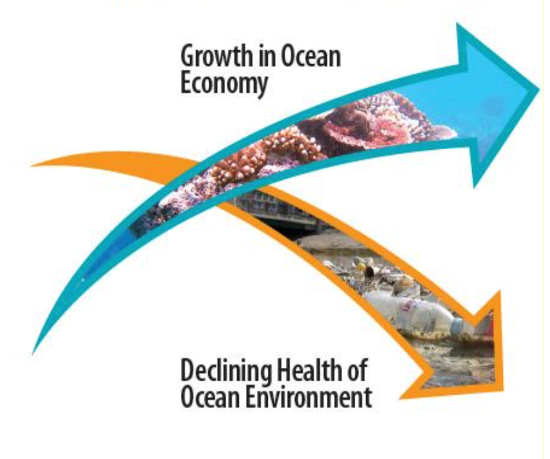 Growth in Ocean
Economy
Declining Health of
Ocean Environment